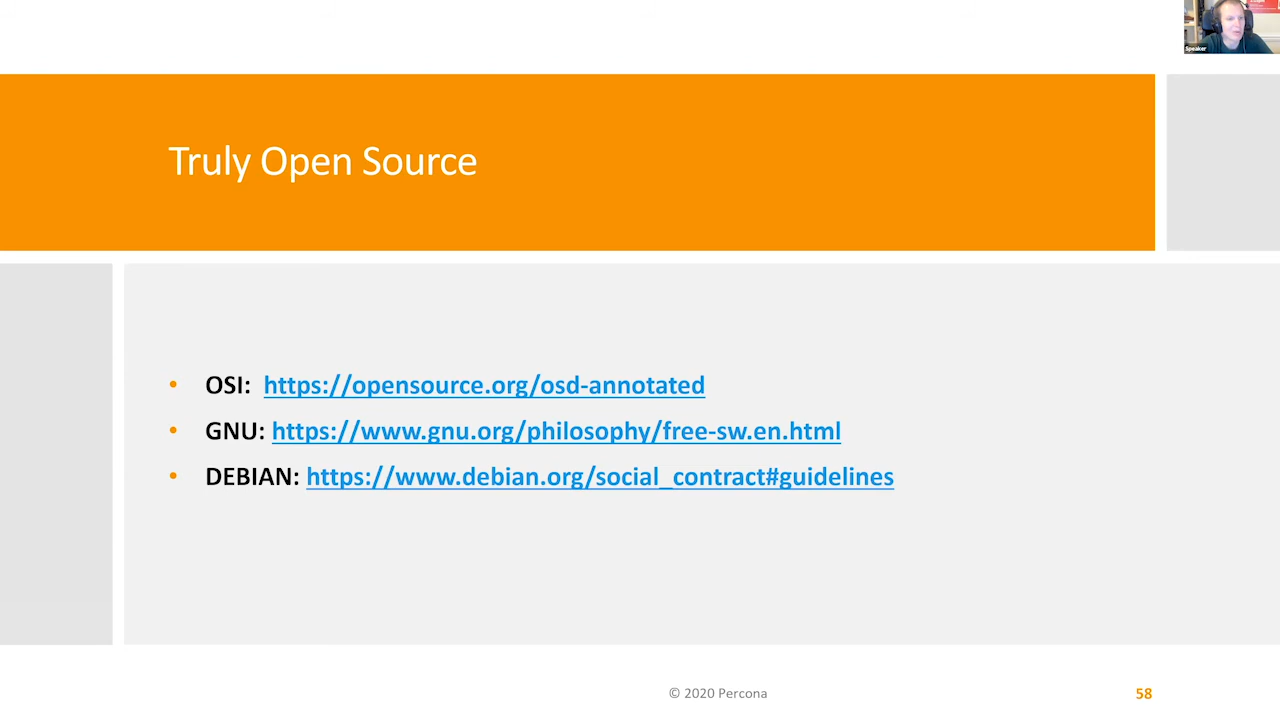 Speaker
Truly Open Source
• OSI: https://opensource.org/osd-annotated
• GNU: https://www.gnu.org/philosophy/free-sw.en.html
• DEBIAN: https://www.debian.org/social_contract#guidelines
© 2020 Percona
58